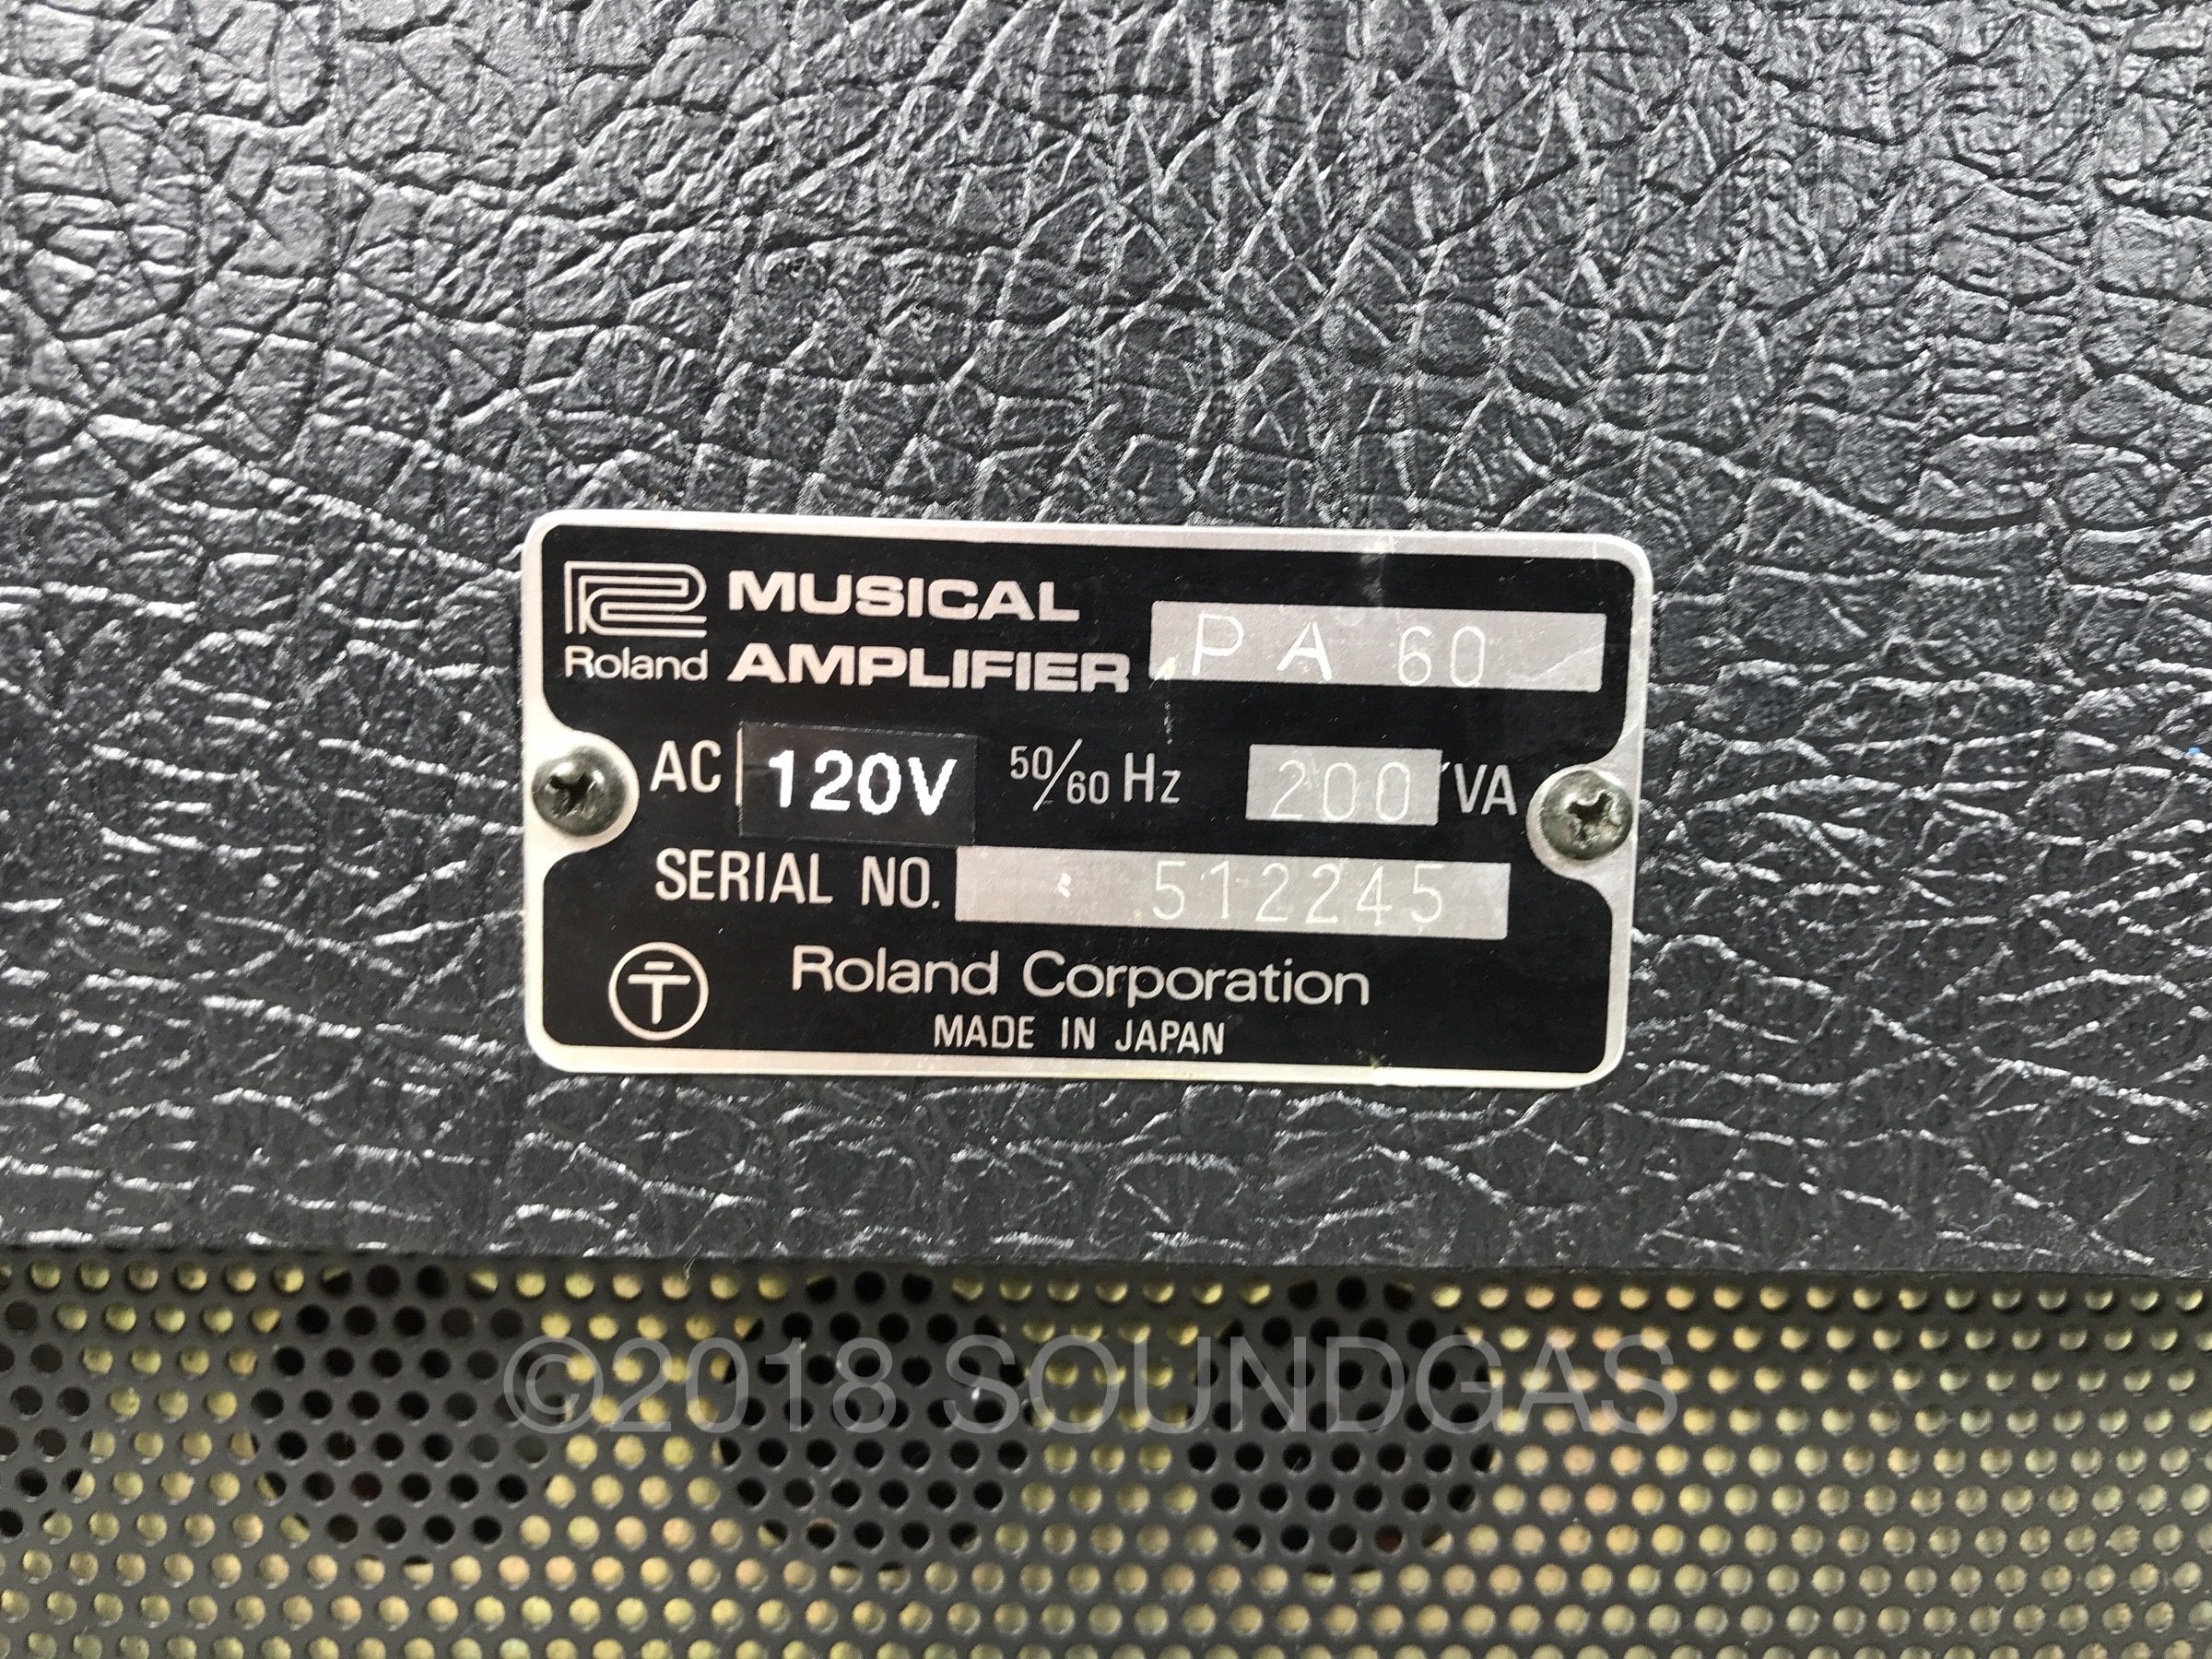 MUSICAL
Roland AMPLIFIER PA 60
AC 120V 50/60 Hz 200 VA
SERIAL NO. 512245
Roland Corporation
MADE IN JAPAN
©2018 SOUNDGAS